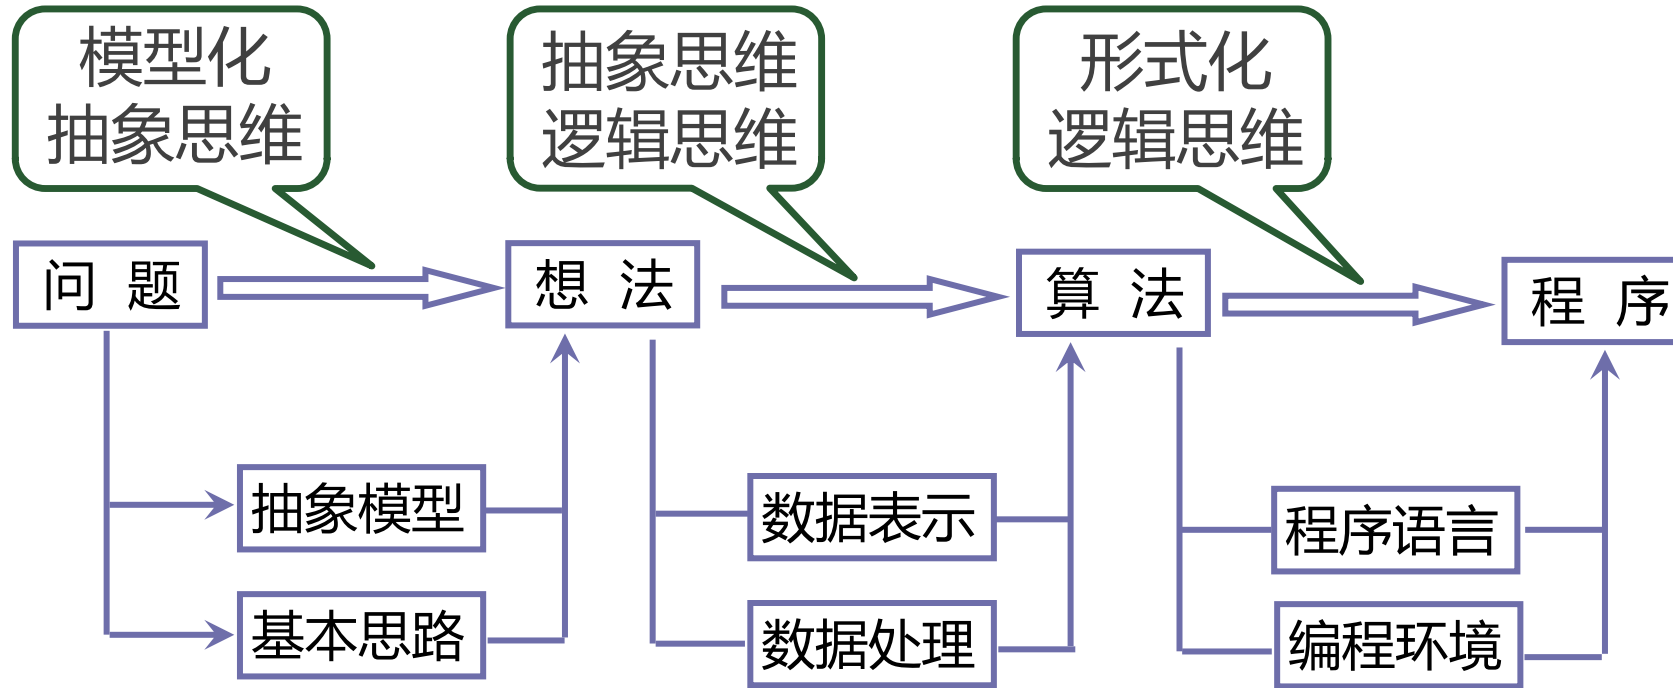 模型化
抽象思维
抽象思维
逻辑思维
形式化
逻辑思维
问 题
想 法
算 法
程 序
抽象模型
数据表示
程序语言
基本思路
数据处理
编程环境